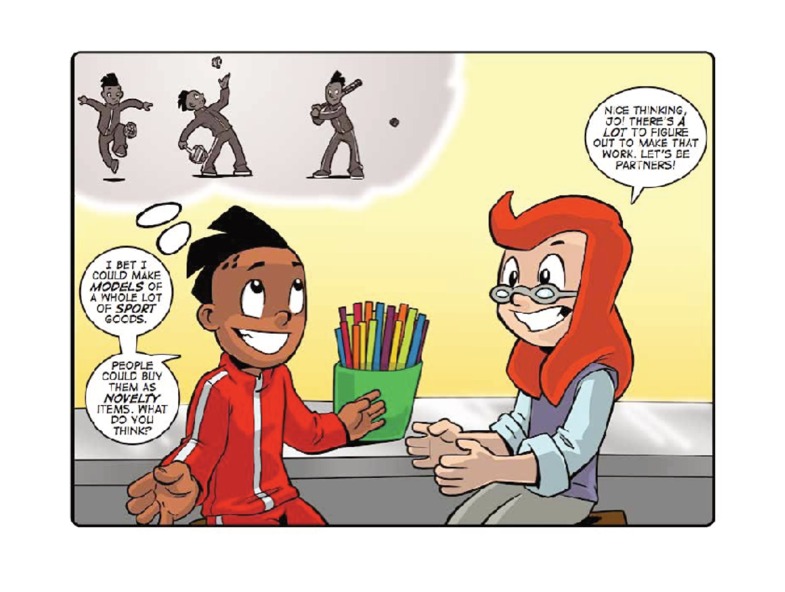 I BET I
COULD MAKE
MODELS OF
A WHOLE LOT
OF SPORT
GOODS.
PEOPLE
COULD BUY
THEM AS
NOVELTY
ITEMS. WHAT
DO YOU
THINK?
NICE THINKING,
JO! THERE'S A
LOT TO FIGURE
OUT TO MAKE THAT
WORK. LET'S BE
PARTNERS!